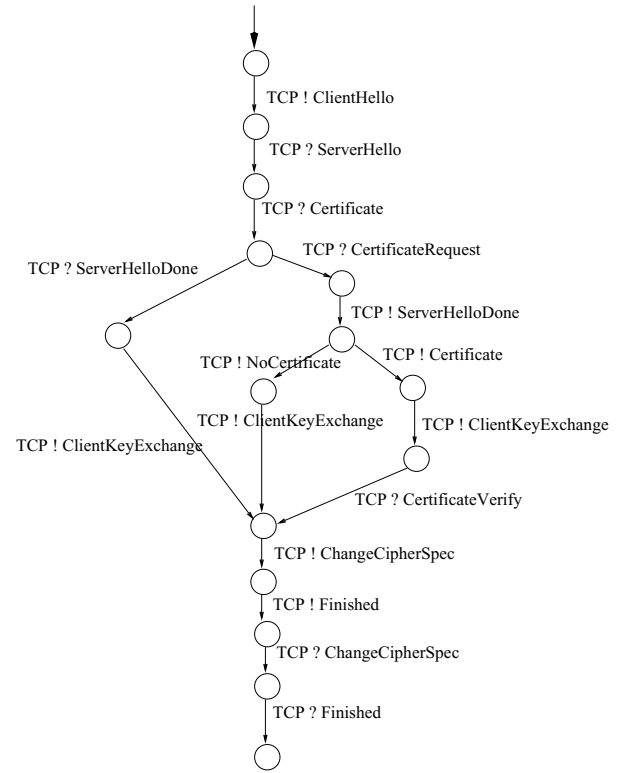 TCP ! ClientHello
TCP ? ServerHello
TCP ? Certificate
TCP ? CertificateRequest
TCP ? ServerHelloDone
TCP ! ServerHelloDone
TCP ! NoCertificate
TCP ! Certificate
TCP ! ClientKeyExchange
TCP ! ClientKeyExchange
TCP ! ClientKeyExchange
TCP ? CertificateVerify
TCP ! ChangeCipherSpec
TCP ! Finished
TCP ? ChangeCipherSpec
TCP ? Finished